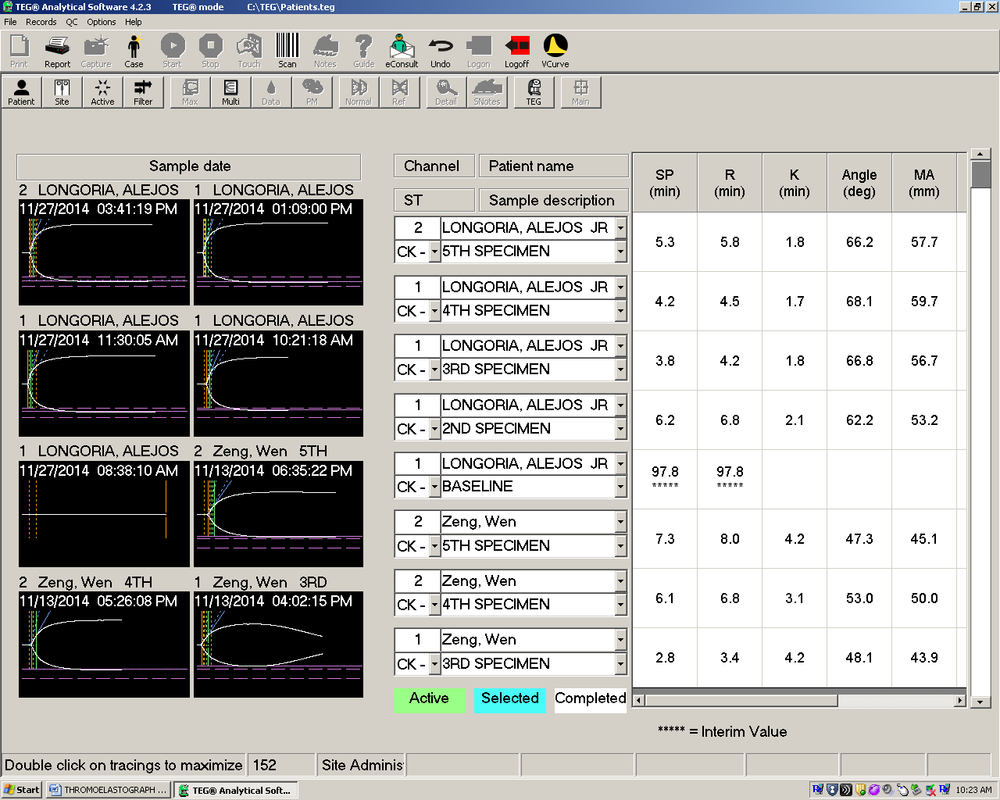 TEG® Analytical Software 4.2.3 TEG® mode C:\TEG\Patients.teg
File Records QC Options Help
Print Report Capture Case Start Stop Touch Scan Notes Guide eConsult Undo Logon Logoff VCurve
Patient Site Active Filter Max Multi Data PM Normal Ref Detail SNotes TEG Main
Sample date
2 LONGORIA, ALEJOS 1 LONGORIA, ALEJOS
11/27/2014 03:41:19 PM 11/27/2014 01:09:00 PM
1 LONGORIA, ALEJOS 1 LONGORIA, ALEJOS
11/27/2014 11:30:05 AM 11/27/2014 10:21:18 AM
1 LONGORIA, ALEJOS 2 Zeng, Wen 5TH
11/27/2014 08:38:10 AM 11/13/2014 06:35:22 PM
2 Zeng, Wen 4TH 1 Zeng, Wen 3RD
11/13/2014 05:26:08 PM 11/13/2014 04:02:15 PM
Channel Patient name
ST Sample description
2 LONGORIA, ALEJOS JR
CK - 5TH SPECIMEN
1 LONGORIA, ALEJOS JR
CK - 4TH SPECIMEN
1 LONGORIA, ALEJOS JR
CK - 3RD SPECIMEN
1 LONGORIA, ALEJOS JR
CK - 2ND SPECIMEN
1 LONGORIA, ALEJOS JR
CK - BASELINE
2 Zeng, Wen
CK - 5TH SPECIMEN
2 Zeng, Wen
CK - 4TH SPECIMEN
1 Zeng, Wen
CK - 3RD SPECIMEN
Active Selected Completed
SP R K Angle MA
(min) (min) (min) (deg) (mm)
5.3 5.8 1.8 66.2 57.7
4.2 4.5 1.7 68.1 59.7
3.8 4.2 1.8 66.8 56.7
6.2 6.8 2.1 62.2 53.2
97.8 97.8
***** *****
7.3 8.0 4.2 47.3 45.1
6.1 6.8 3.1 53.0 50.0
2.8 3.4 4.2 48.1 43.9
***** = Interim Value
Double click on tracings to maximize 152 Site Adminis
Start THROMOELASTOGRAPH ... TEG® Analytical Soft... 10:23 AM